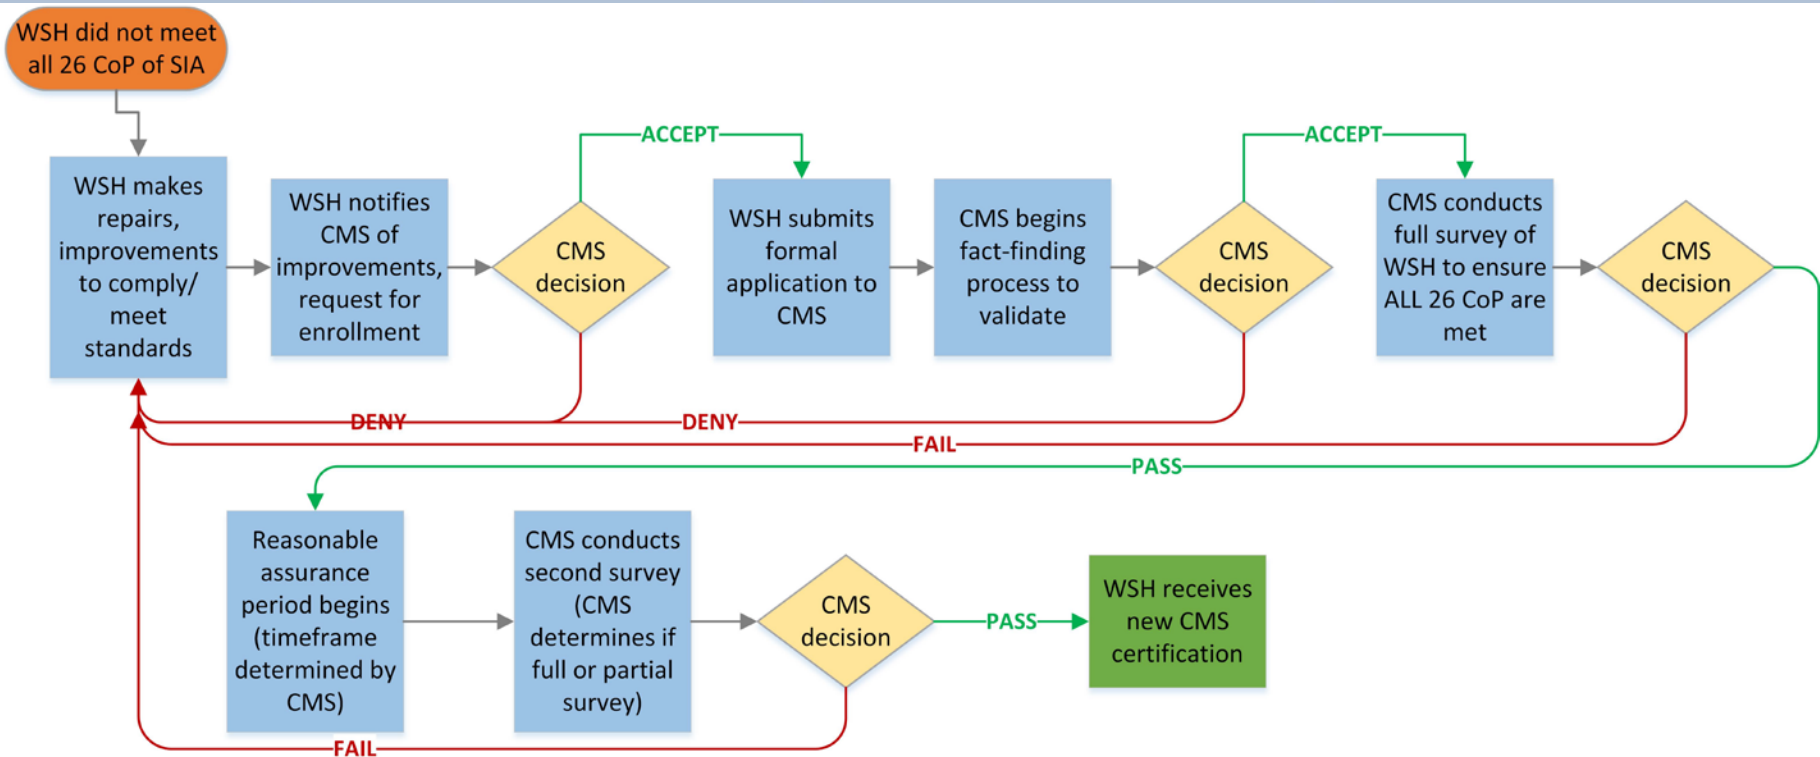 WSH did not meet
all 26 CoP of SIA
WSH makes
repairs,
improvements
to comply/
meet
standards
WSH notifies
CMS of
improvements,
request for
enrollment
CMS
decision
ACCEPT
WSH submits
formal
application to
CMS
CMS begins
fact-finding
process to
validate
CMS
decision
ACCEPT
CMS conducts
full survey of
WSH to ensure
ALL 26 CoP are
met
CMS
decision
DENY
DENY
FAIL
PASS
Reasonable
assurance
period begins
(timeframe
determined by
CMS)
CMS conducts
second survey
(CMS
determines if
full or partial
survey)
CMS
decision
PASS
WSH receives
new CMS
certification
FAIL